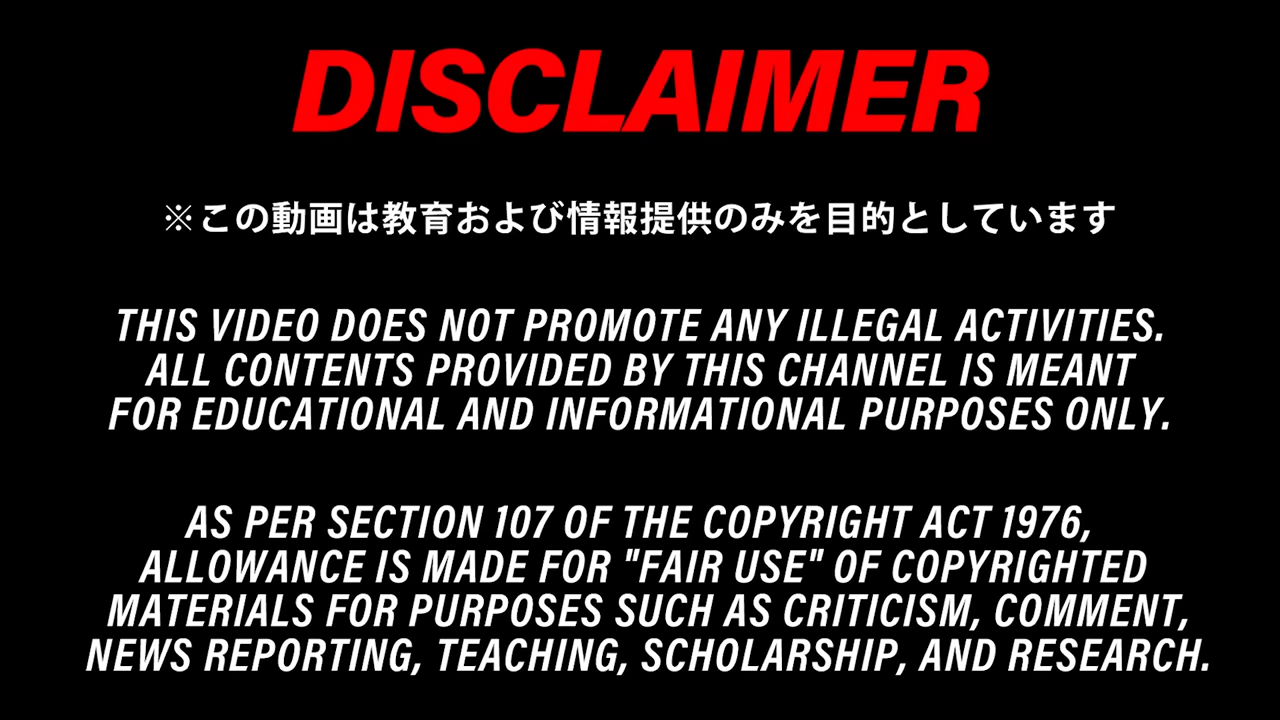 DISCLAIMER
※この動画は教育および情報提供のみを目的としています
THIS VIDEO DOES NOT PROMOTE ANY ILLEGAL ACTIVITIES.
ALL CONTENTS PROVIDED BY THIS CHANNEL IS MEANT
FOR EDUCATIONAL AND INFORMATIONAL PURPOSES ONLY.
AS PER SECTION 107 OF THE COPYRIGHT ACT 1976,
ALLOWANCE IS MADE FOR "FAIR USE" OF COPYRIGHTED
MATERIALS FOR PURPOSES SUCH AS CRITICISM, COMMENT,
NEWS REPORTING, TEACHING, SCHOLARSHIP, AND RESEARCH.